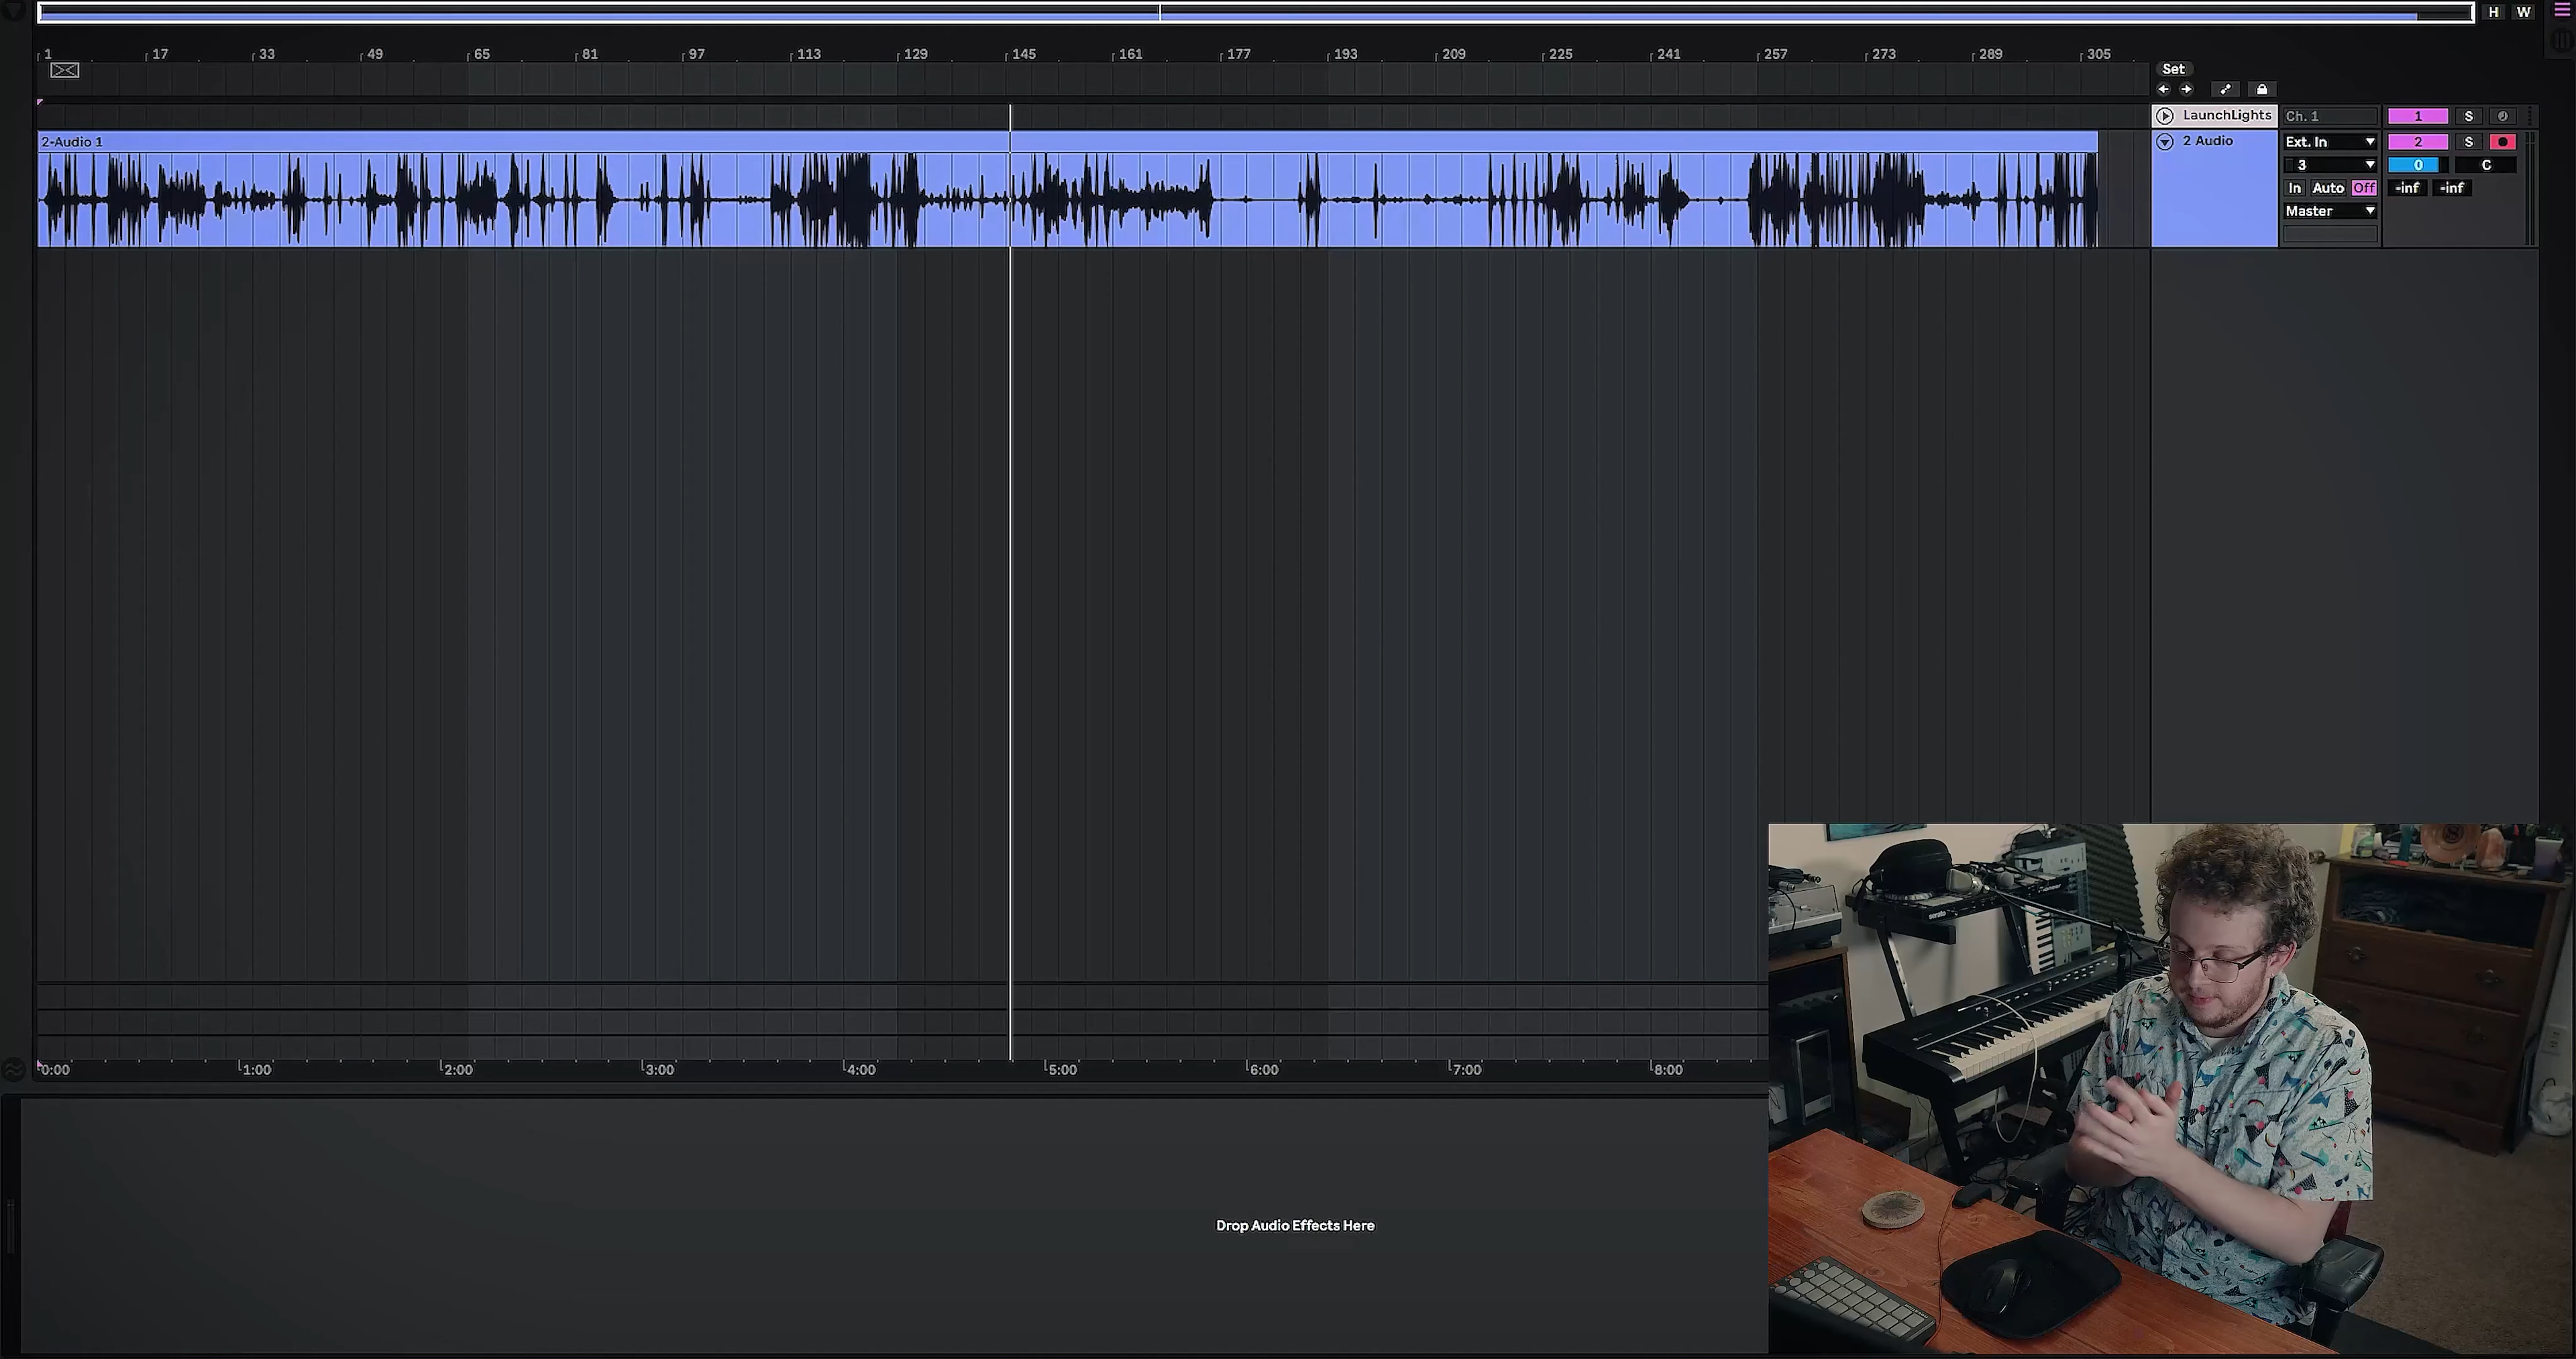 H W
1 17 33 49 65 81 97 113 129 145 161 177 193 209 225 241 257 273 289 305
Set
LaunchLights Ch. 1 1 S
2-Audio 1
2 Audio Ext. In 2 S
3 0 C
In Auto Off -inf -inf
Master
0:00 1:00 2:00 3:00 4:00 5:00 6:00 7:00 8:00
Drop Audio Effects Here
serato